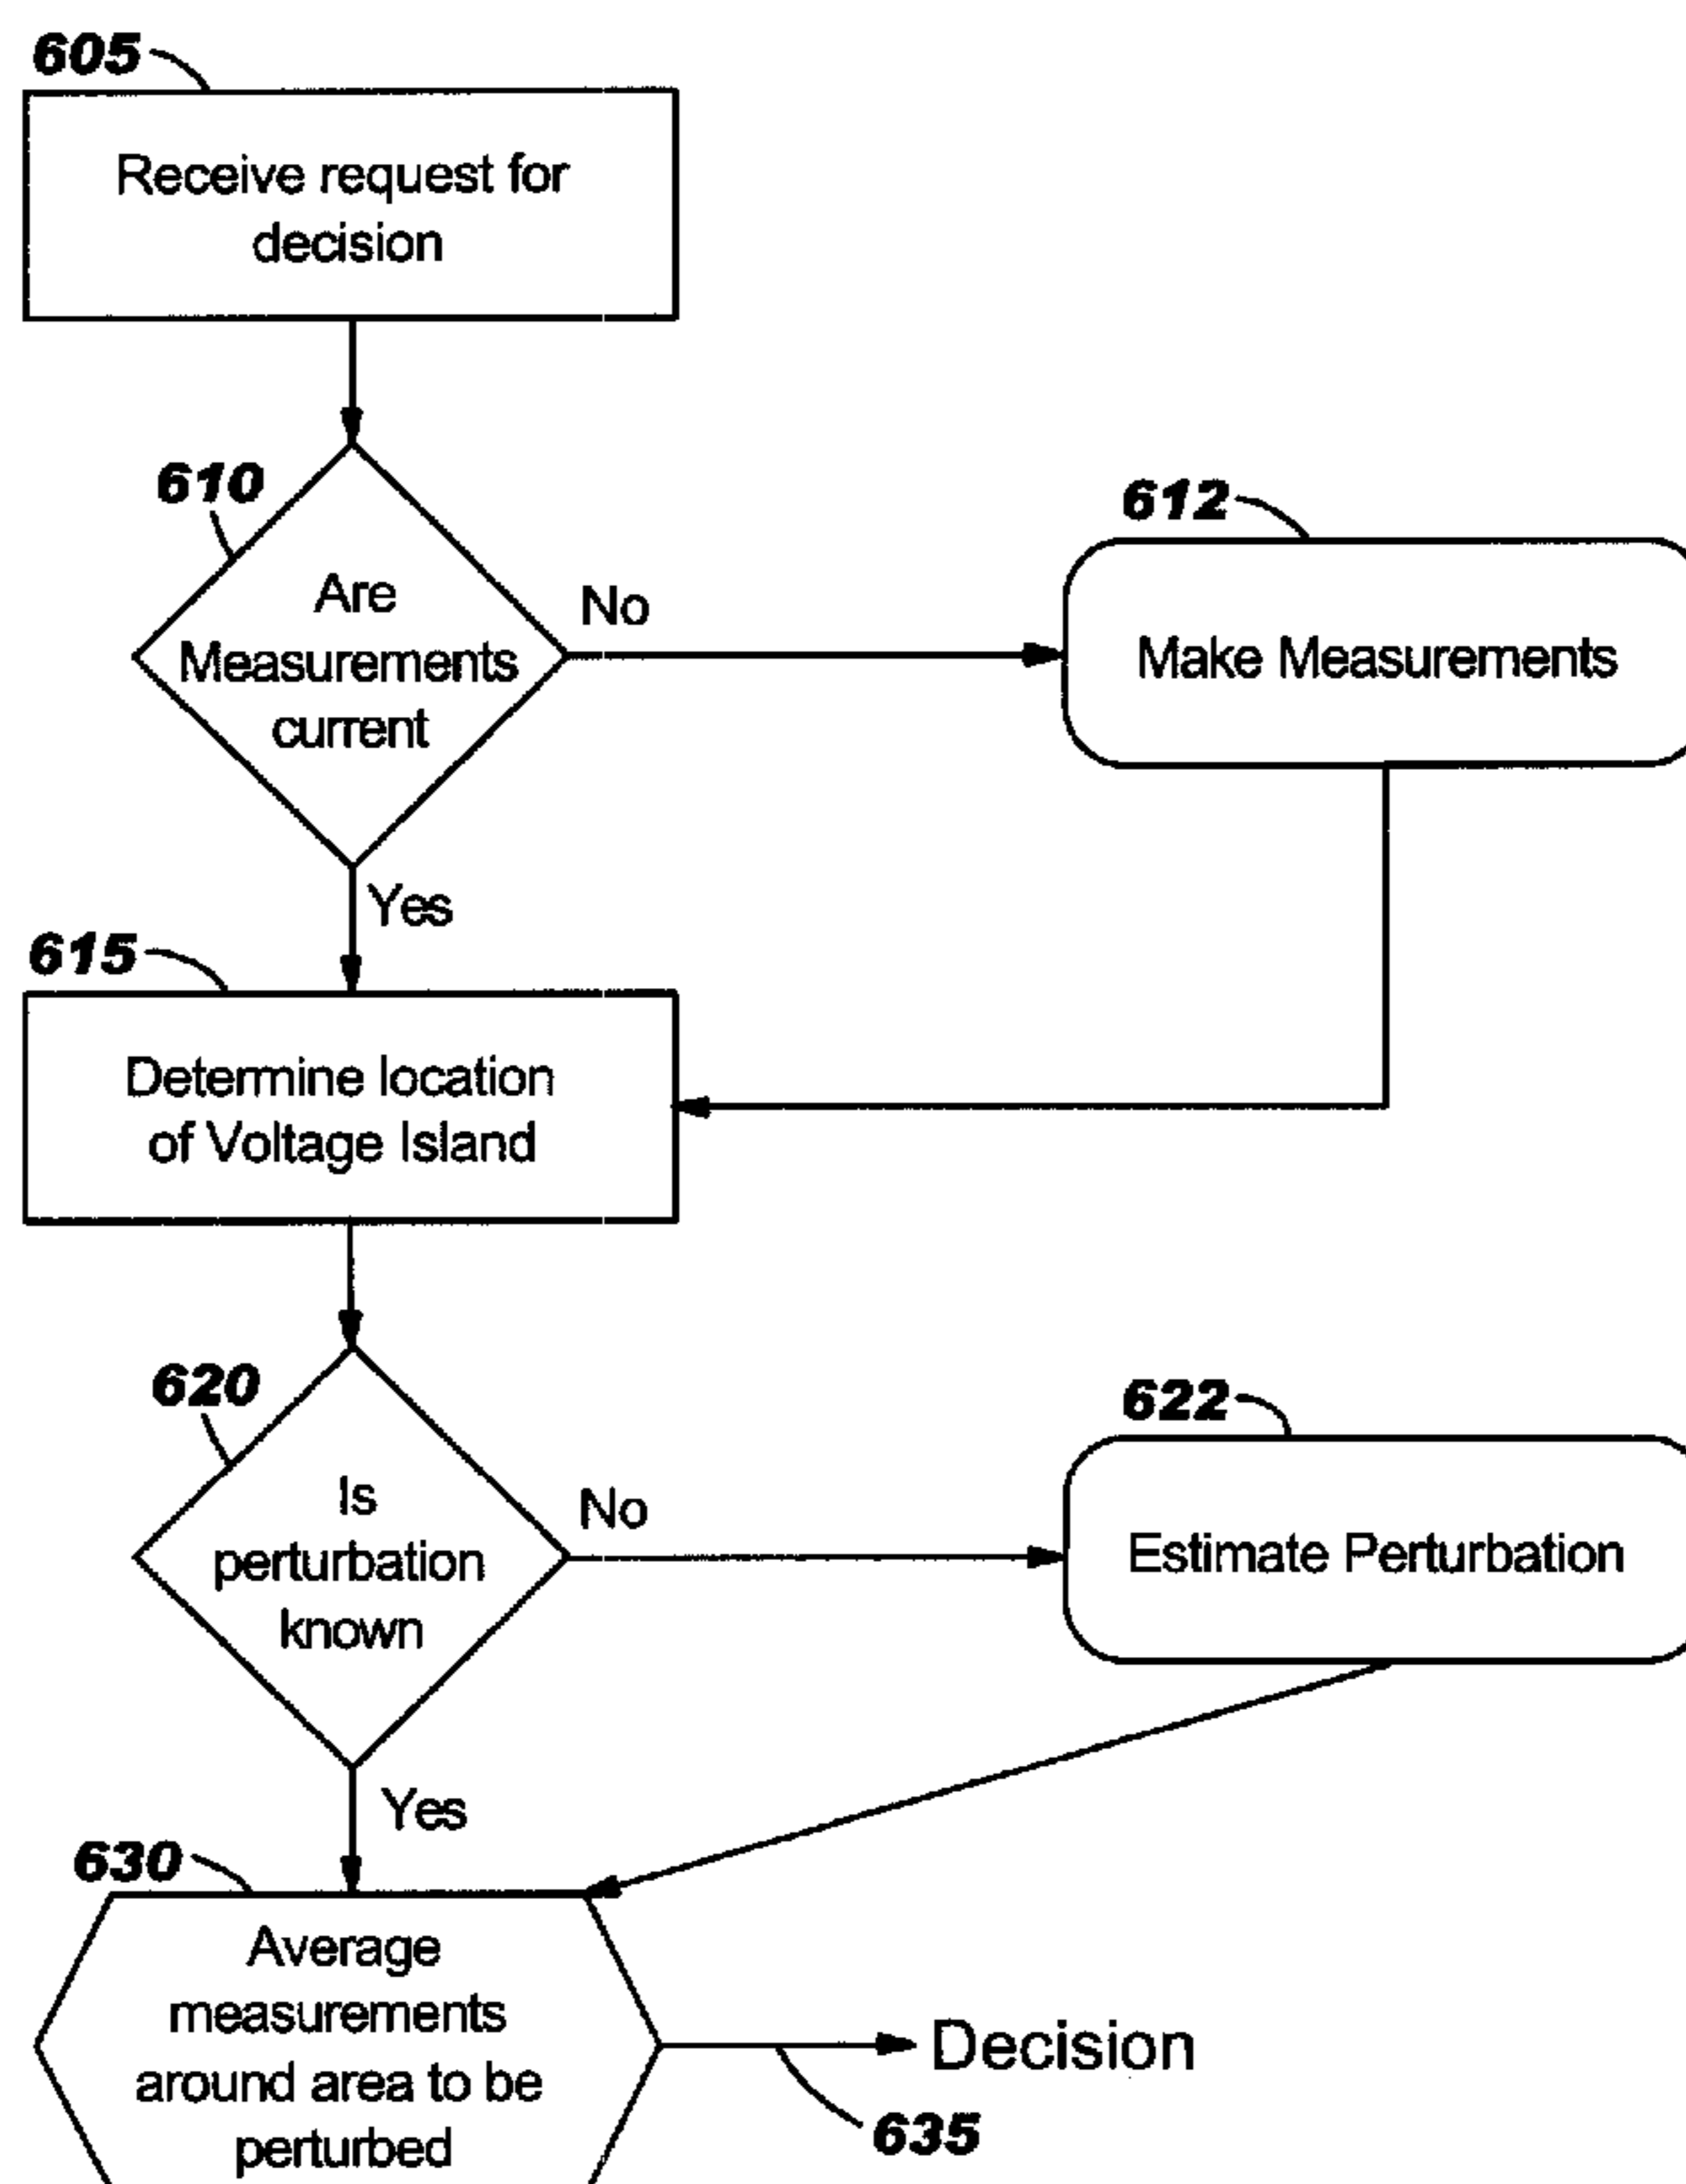 605
Receive request for
decision
610
Are
Measurements
current
No
612
Make Measurements
Yes
615
Determine location
of Voltage Island
620
Is
perturbation
known
No
622
Estimate Perturbation
Yes
630
Average
measurements
around area to be
perturbed
Decision
635